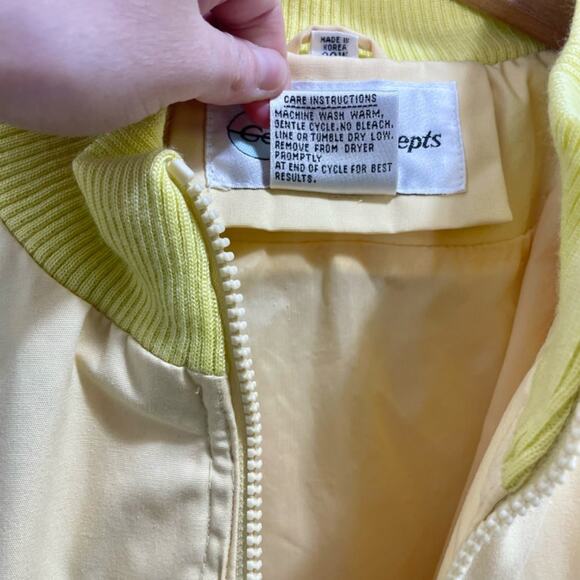 MADE IN
KOREA
CARE INSTRUCTIONS
MACHINE WASH WARM,
GENTLE CYCLE, NO BLEACH.
LINE OR TUMBLE DRY LOW.
REMOVE FROM DRYER
PROMPTLY
AT END OF CYCLE FOR BEST
RESULTS.
epts